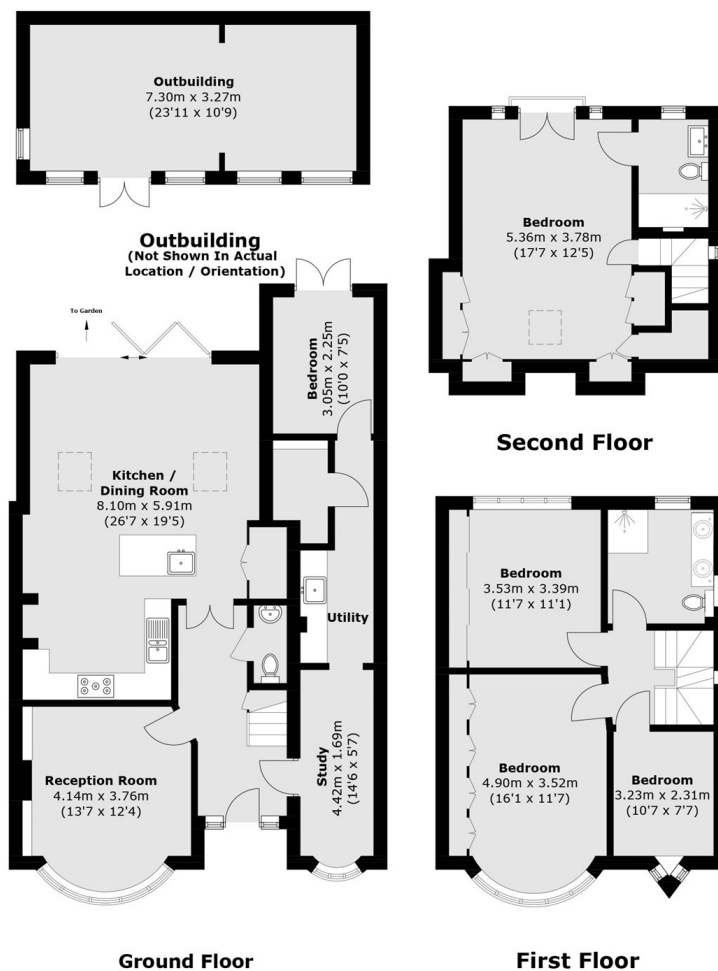 Outbuilding
7.30m x 3.27m
(23'11 x 10'9)
Outbuilding
(Not Shown In Actual
Location / Orientation)
To Garden
Bedroom
3.05m x 2.25m
(10'0 x 7'5)
Kitchen /
Dining Room
8.10m x 5.91m
(26'7 x 19'5)
Utility
Reception Room
4.14m x 3.76m
(13'7 x 12'4)
Study
4.42m x 1.69m
(14'6 x 5'7)
Ground Floor
Bedroom
5.36m x 3.78m
(17'7 x 12'5)
Second Floor
Bedroom
3.53m x 3.39m
(11'7 x 11'1)
Bedroom
4.90m x 3.52m
(16'1 x 11'7)
Bedroom
3.23m x 2.31m
(10'7 x 7'7)
First Floor